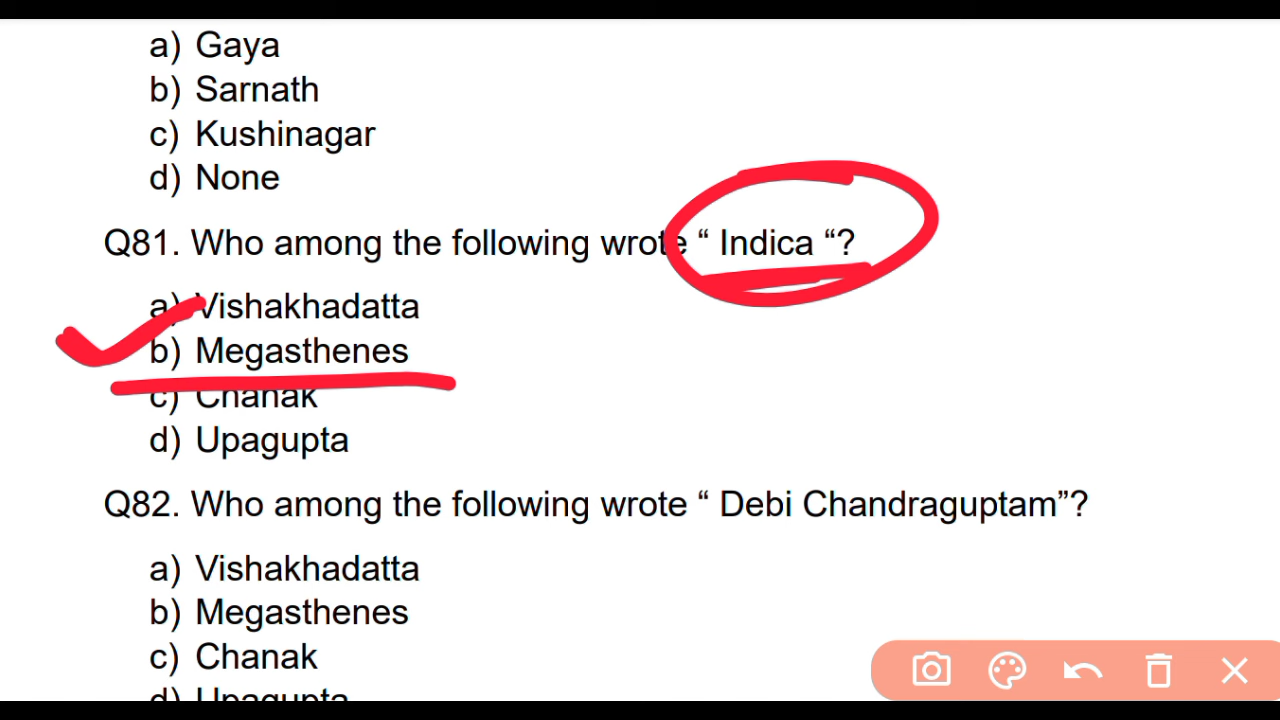 a) Gaya
b) Sarnath
c) Kushinagar
d) None
Q81. Who among the following wrote “ Indica “?
a) Vishakhadatta
b) Megasthenes
c) Chanak
d) Upagupta
Q82. Who among the following wrote “ Debi Chandraguptam”?
a) Vishakhadatta
b) Megasthenes
c) Chanak
d) Upagupta